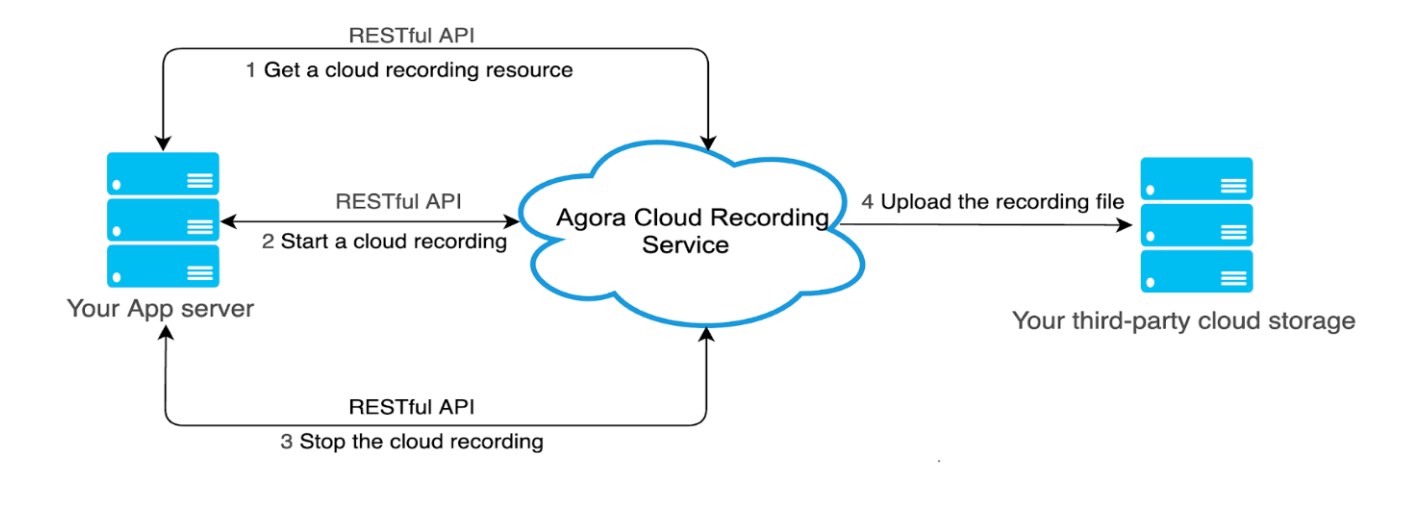 RESTful API
1 Get a cloud recording resource
RESTful API
2 Start a cloud recording
Agora Cloud Recording
Service
4 Upload the recording file
Your App server
Your third-party cloud storage
RESTful API
3 Stop the cloud recording